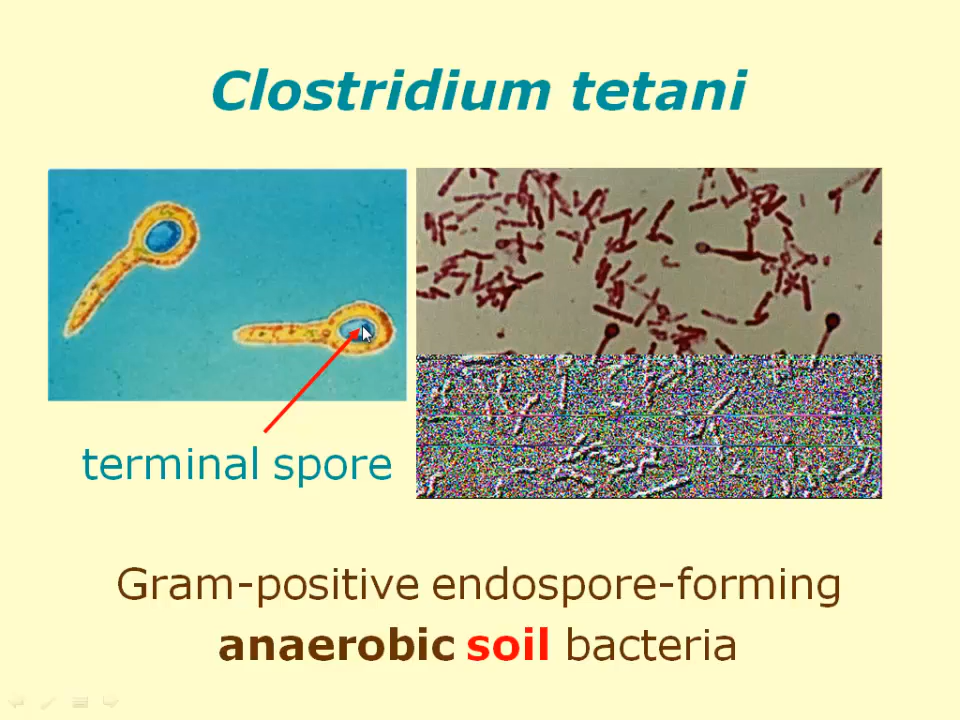 Clostridium tetani
terminal spore
Gram-positive endospore-forming
anaerobic soil bacteria